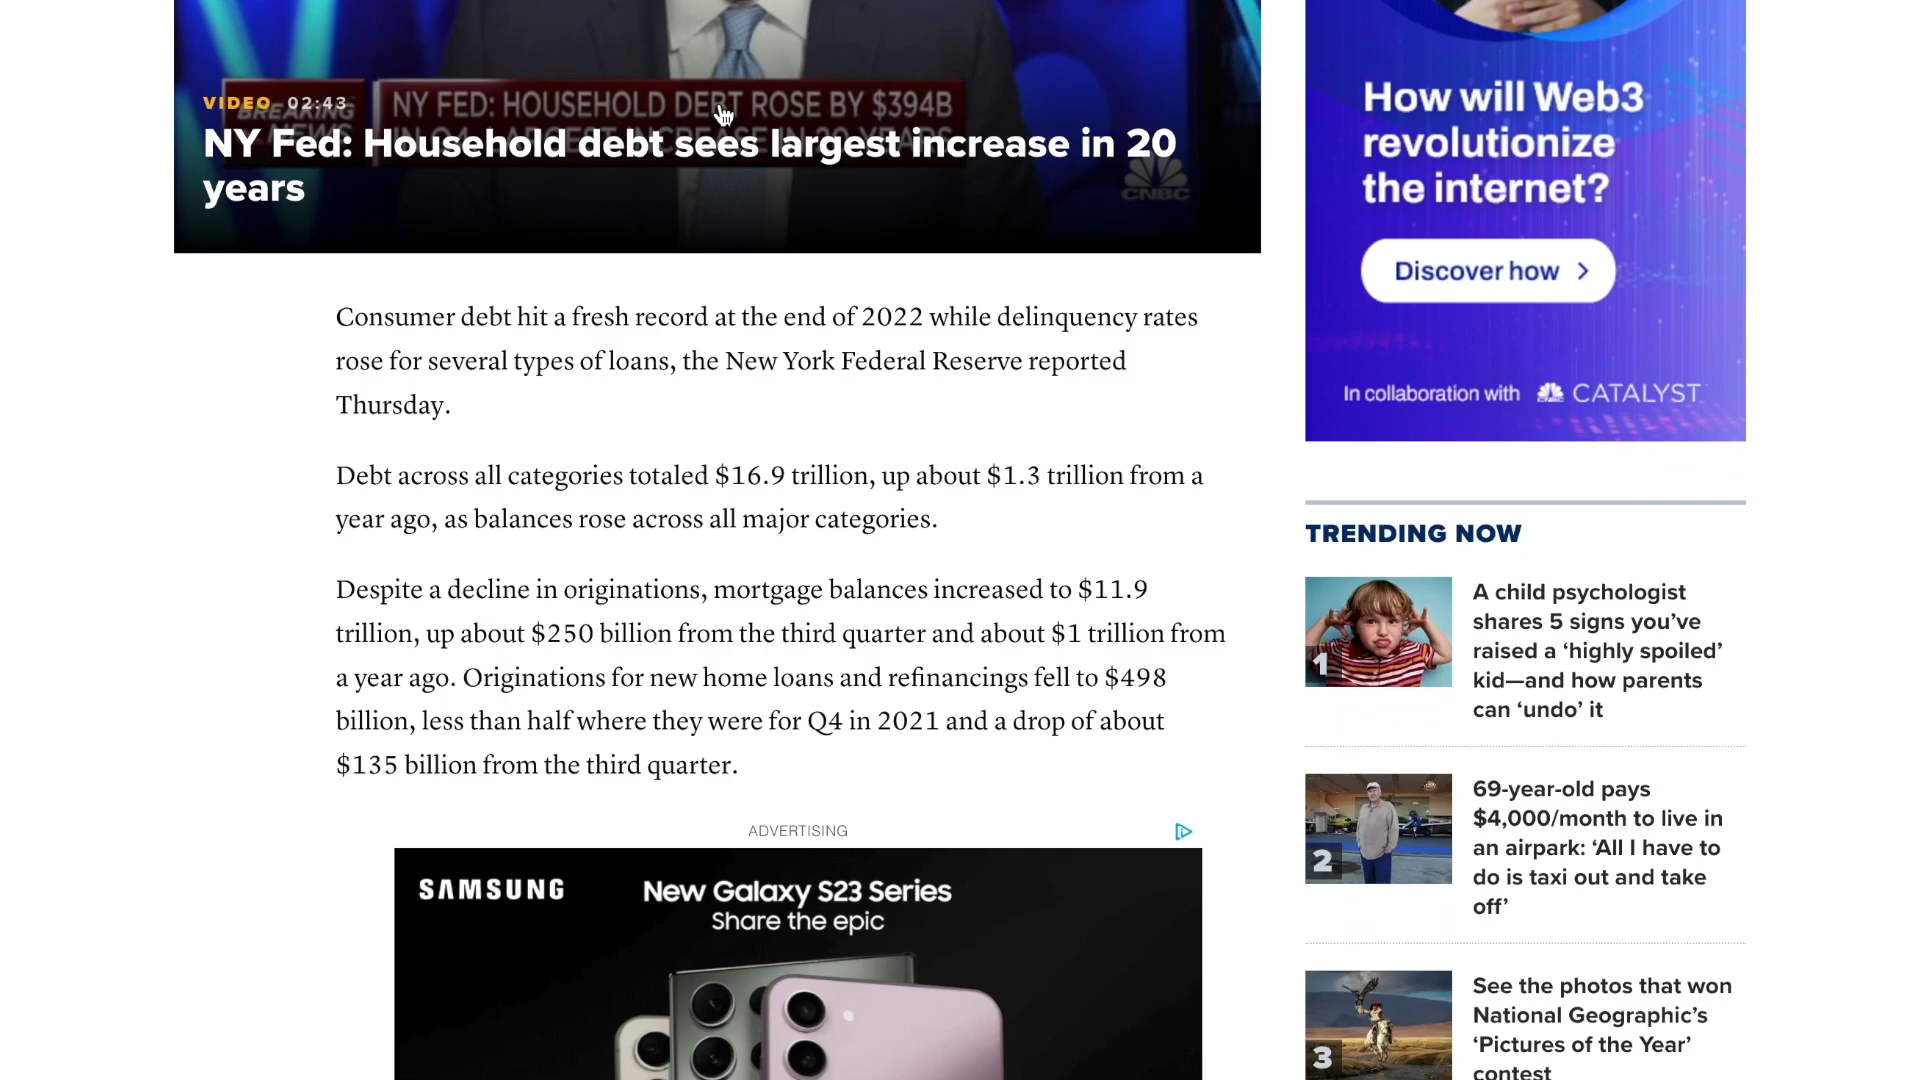 VIDEO 02:43
BREAKING
NY FED: HOUSEHOLD DEBT ROSE BY $394B
NY Fed: Household debt sees largest increase in 20
years
CNBC
Consumer debt hit a fresh record at the end of 2022 while delinquency rates
rose for several types of loans, the New York Federal Reserve reported
Thursday.
Debt across all categories totaled $16.9 trillion, up about $1.3 trillion from a
year ago, as balances rose across all major categories.
Despite a decline in originations, mortgage balances increased to $11.9
trillion, up about $250 billion from the third quarter and about $1 trillion from
a year ago. Originations for new home loans and refinancings fell to $498
billion, less than half where they were for Q4 in 2021 and a drop of about
$135 billion from the third quarter.
ADVERTISING
SAMSUNG
New Galaxy S23 Series
Share the epic
How will Web3
revolutionize
the internet?
Discover how
In collaboration with CNBC CATALYST
TRENDING NOW
1
A child psychologist
shares 5 signs you’ve
raised a ‘highly spoiled’
kid—and how parents
can ‘undo’ it
2
69-year-old pays
$4,000/month to live in
an airpark: ‘All I have to
do is taxi out and take
off’
3
See the photos that won
National Geographic’s
‘Pictures of the Year’
contest